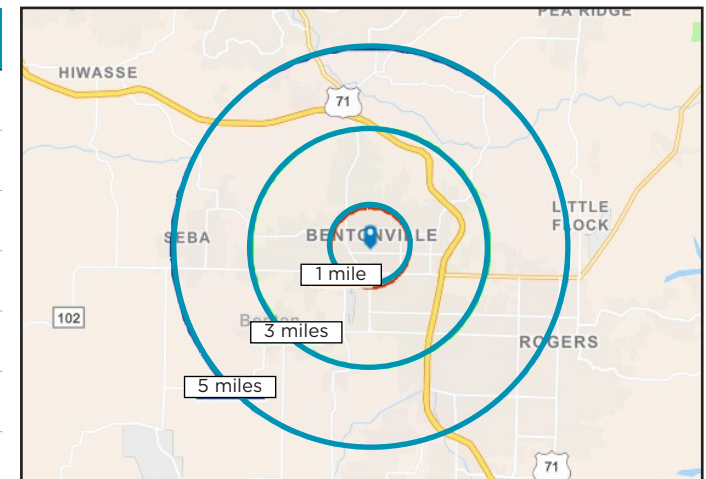 PEA RIDGE
HIWASSE
71
LITTLE
FLOCK
SEBA
BENTONVILLE
1 mile
102
3 miles
ROGERS
5 miles
71